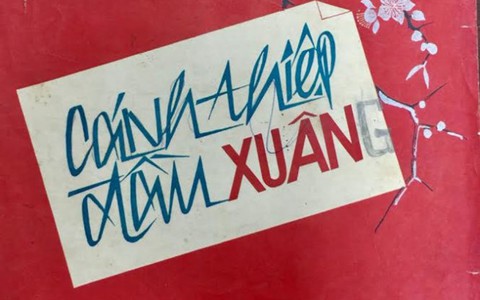 Cánh thiệp
đầu XUÂN